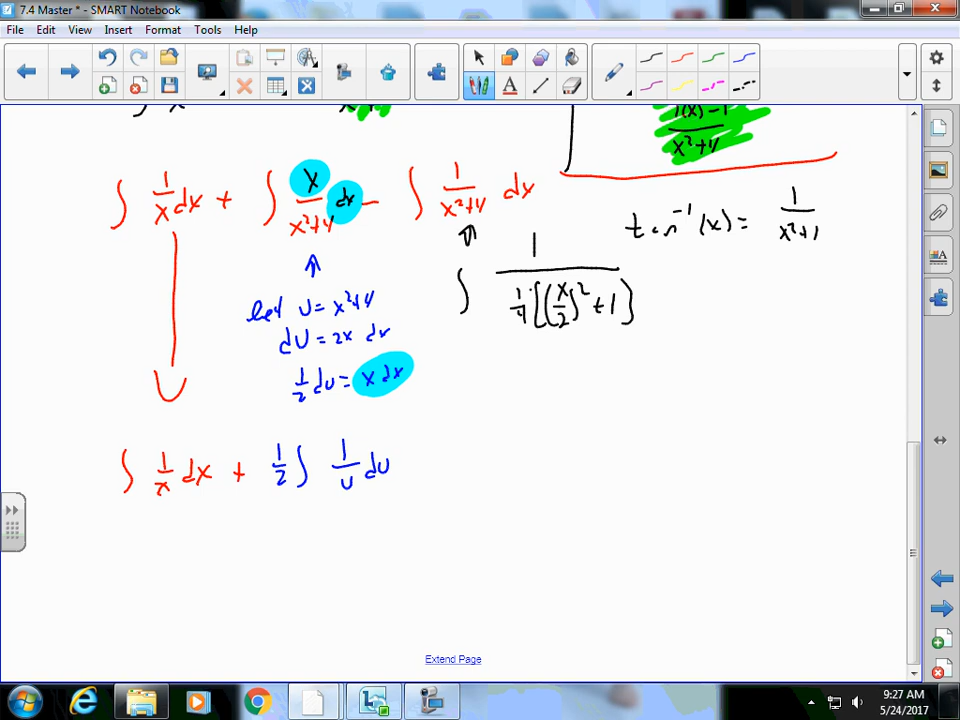 7.4 Master * - SMART Notebook
File Edit View Insert Format Tools Help
1(x) - 1
x²+4
∫ 1/x dx + ∫ x/(x²+4) dx - ∫ 1/(x²+4) dx
tan⁻¹(x) = 1/(x²+1)
∫ 1/(1/4[(x/2)² + 1])
let u = x²+4
du = 2x dx
1/2 du = x dx
∫ 1/x dx + 1/2 ∫ 1/u du
Extend Page
9:27 AM
5/24/2017